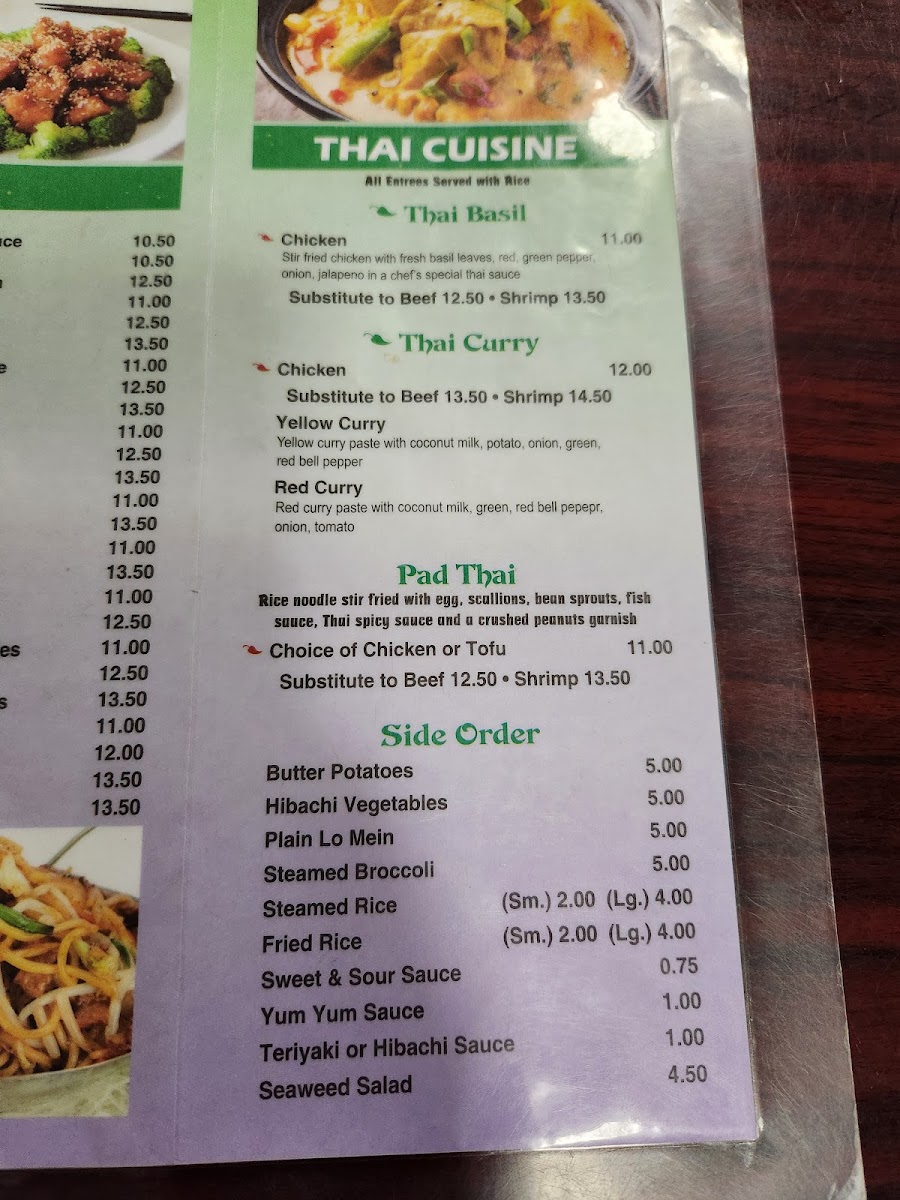 uce 10.50
10.50
12.50
11.00
12.50
13.50
e 11.00
12.50
13.50
11.00
12.50
13.50
11.00
13.50
11.00
13.50
11.00
12.50
es 11.00
12.50
s 13.50
11.00
12.00
13.50
13.50
THAI CUISINE
All Entrees Served with Rice
Thai Basil
Chicken 11.00
Stir fried chicken with fresh basil leaves, red, green pepper,
onion, jalapeno in a chef's special thai sauce
Substitute to Beef 12.50 • Shrimp 13.50
Thai Curry
Chicken 12.00
Substitute to Beef 13.50 • Shrimp 14.50
Yellow Curry
Yellow curry paste with coconut milk, potato, onion, green,
red bell pepper
Red Curry
Red curry paste with coconut milk, green, red bell pepepr,
onion, tomato
Pad Thai
Rice noodle stir fried with egg, scallions, bean sprouts, fish
sauce, Thai spicy sauce and a crushed peanuts garnish
Choice of Chicken or Tofu 11.00
Substitute to Beef 12.50 • Shrimp 13.50
Side Order
Butter Potatoes 5.00
Hibachi Vegetables 5.00
Plain Lo Mein 5.00
Steamed Broccoli 5.00
Steamed Rice (Sm.) 2.00 (Lg.) 4.00
Fried Rice (Sm.) 2.00 (Lg.) 4.00
Sweet & Sour Sauce 0.75
Yum Yum Sauce 1.00
Teriyaki or Hibachi Sauce 1.00
Seaweed Salad 4.50